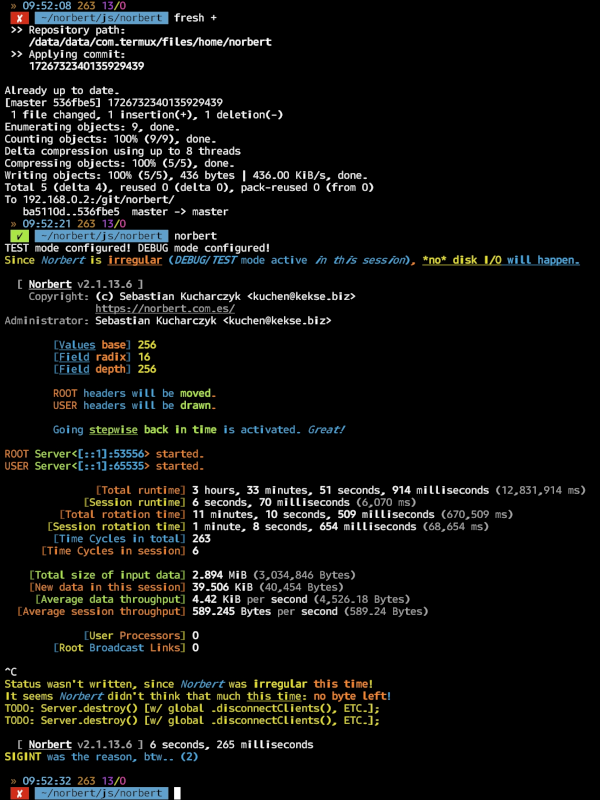 » 09:52:08 263 13/0
✘ ~/norbert/js/norbert fresh +
>> Repository path:
/data/data/com.termux/files/home/norbert
>> Applying commit:
1726732340135929439
Already up to date.
[master 536fbe5] 1726732340135929439
1 file changed, 1 insertion(+), 1 deletion(-)
Enumerating objects: 9, done.
Counting objects: 100% (9/9), done.
Delta compression using up to 8 threads
Compressing objects: 100% (5/5), done.
Writing objects: 100% (5/5), 436 bytes | 436.00 KiB/s, done.
Total 5 (delta 4), reused 0 (delta 0), pack-reused 0 (from 0)
To 192.168.0.2:/git/norbert/
ba5110d..536fbe5  master -> master
» 09:52:21 263 13/0
✓ ~/norbert/js/norbert norbert
TEST mode configured! DEBUG mode configured!
Since Norbert is irregular (DEBUG/TEST mode active in this session), *no* disk I/O will happen.
[ Norbert v2.1.13.6 ]
Copyright: (c) Sebastian Kucharczyk <kuchen@kekse.biz>
https://norbert.com.es/
Administrator: Sebastian Kucharczyk <kuchen@kekse.biz>
[Values base] 256
[Field radix] 16
[Field depth] 256
ROOT headers will be moved.
USER headers will be drawn.
Going stepwise back in time is activated. Great!
ROOT Server<[::1]:53556> started.
USER Server<[::1]:65535> started.
[Total runtime] 3 hours, 33 minutes, 51 seconds, 914 milliseconds (12,831,914 ms)
[Session runtime] 6 seconds, 70 milliseconds (6,070 ms)
[Total rotation time] 11 minutes, 10 seconds, 509 milliseconds (670,509 ms)
[Session rotation time] 1 minute, 8 seconds, 654 milliseconds (68,654 ms)
[Time Cycles in total] 263
[Time Cycles in session] 6
[Total size of input data] 2.894 MiB (3,034,846 Bytes)
[New data in this session] 39.506 KiB (40,454 Bytes)
[Average data throughput] 4.42 KiB per second (4,526.18 Bytes)
[Average session throughput] 589.245 Bytes per second (589.24 Bytes)
[User Processors] 0
[Root Broadcast Links] 0
^C
Status wasn't written, since Norbert was irregular this time!
It seems Norbert didn't think that much this time: no byte left!
TODO: Server.destroy() [w/ global .disconnectClients(), ETC.];
TODO: Server.destroy() [w/ global .disconnectClients(), ETC.];
[ Norbert v2.1.13.6 ] 6 seconds, 265 milliseconds
SIGINT was the reason, btw.. (2)
» 09:52:32 263 13/0
✘ ~/norbert/js/norbert